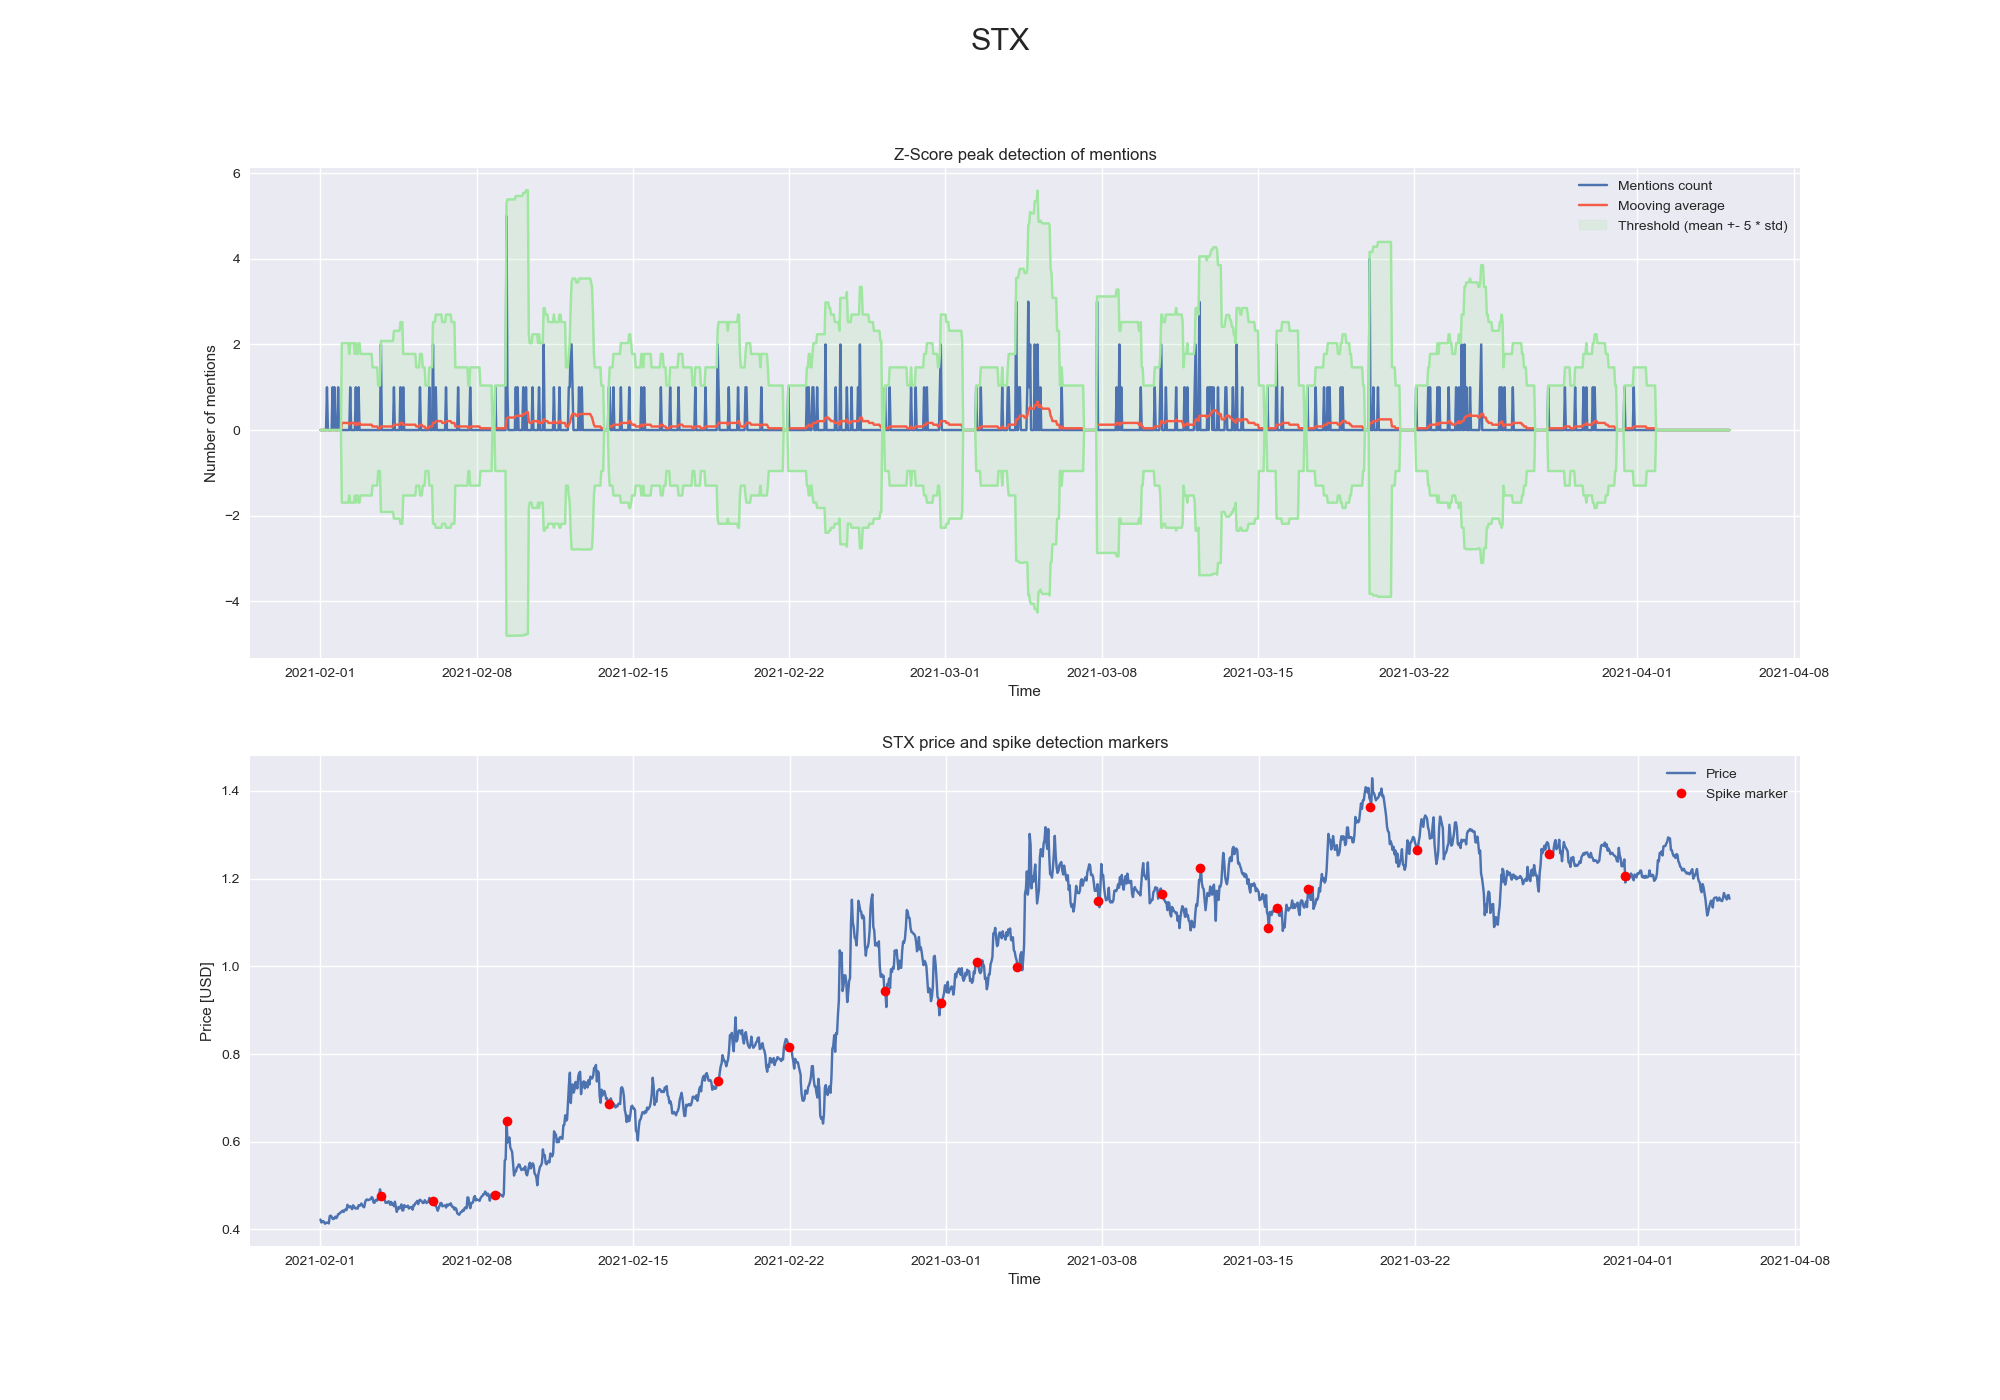 STX
Z-Score peak detection of mentions
6
4
2
0
−2
−4
Number of mentions
Mentions count
Mooving average
Threshold (mean +- 5 * std)
2021-02-01 2021-02-08 2021-02-15 2021-02-22 2021-03-01 2021-03-08 2021-03-15 2021-03-22 2021-04-01 2021-04-08
Time
STX price and spike detection markers
1.4
1.2
1.0
0.8
0.6
0.4
Price [USD]
Price
Spike marker
2021-02-01 2021-02-08 2021-02-15 2021-02-22 2021-03-01 2021-03-08 2021-03-15 2021-03-22 2021-04-01 2021-04-08
Time